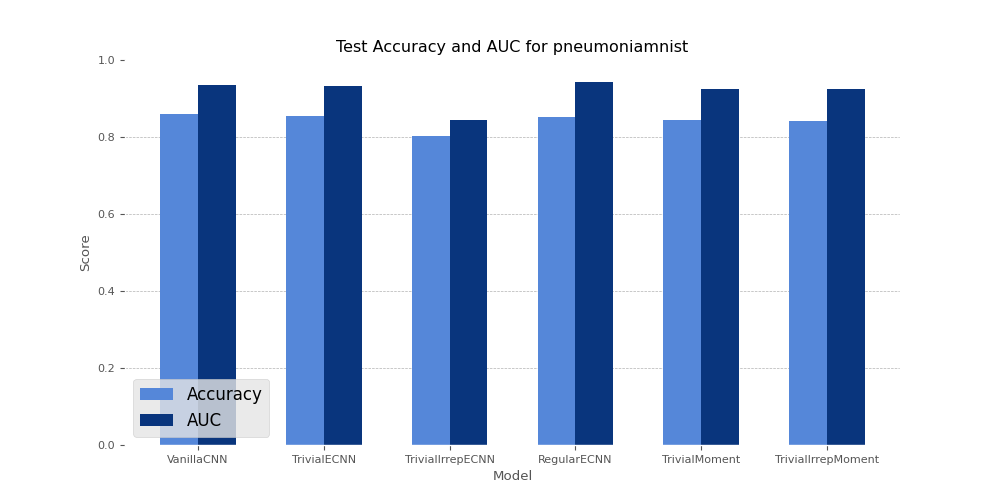 Test Accuracy and AUC for pneumoniamnist
1.0
0.8
0.6
0.4
0.2
0.0
Score
Accuracy
AUC
VanillaCNN TrivialECNN TrivialIrrepECNN RegularECNN TrivialMoment TrivialIrrepMoment
Model